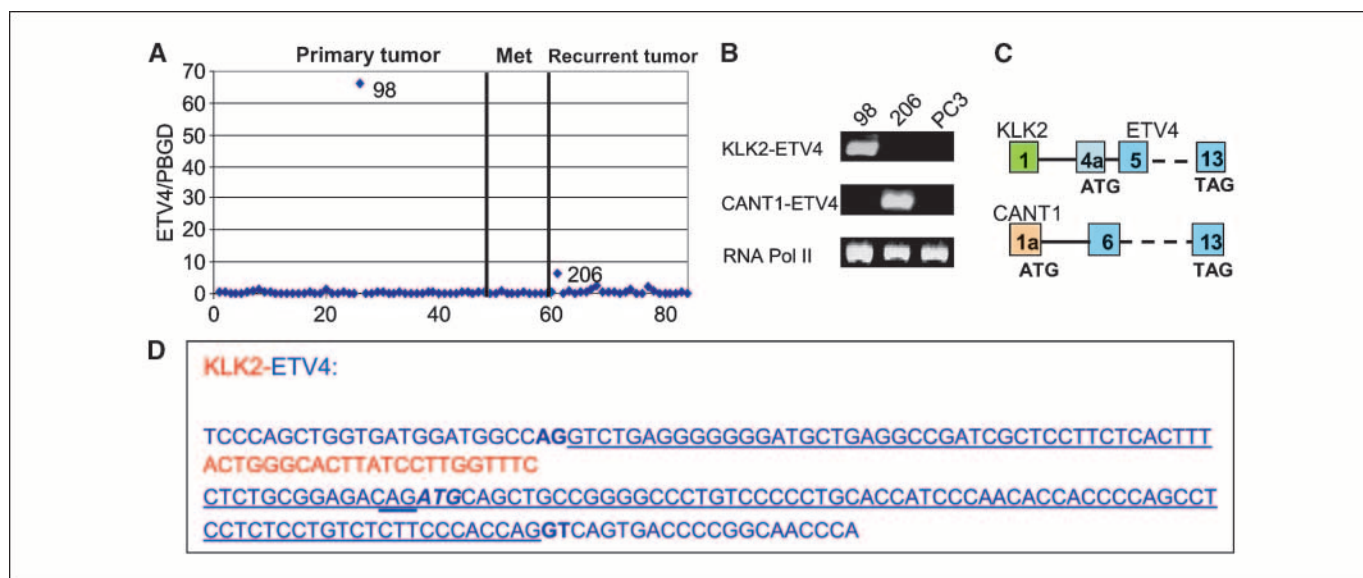 A
Primary tumor
Met
Recurrent tumor
ETV4/PBGD
70
60
50
40
30
20
10
0
98
206
0
20
40
60
80
B
98
206
PC3
KLK2-ETV4
CANT1-ETV4
RNA Pol II
C
KLK2
ETV4
1
4a
5
13
ATG
TAG
CANT1
1a
6
13
ATG
TAG
D
KLK2-ETV4:
TCCCAGCTGGTGATGGATGGCCAGGTCTGAGGGGGGGATGCTGAGGCCGATCGCTCCTTCTCACTTT
ACTGGGCACTTATCCTTGGTTTC
CTCTGCGGAGACAGATGCAGCTGCCGGGGCCCTGTCCCCCTGCACCATCCCAACACCACCCCAGCCT
CCTCTCCTGTCTCTTCCCACCAGGTCAGTGACCCCGGCAACCCA